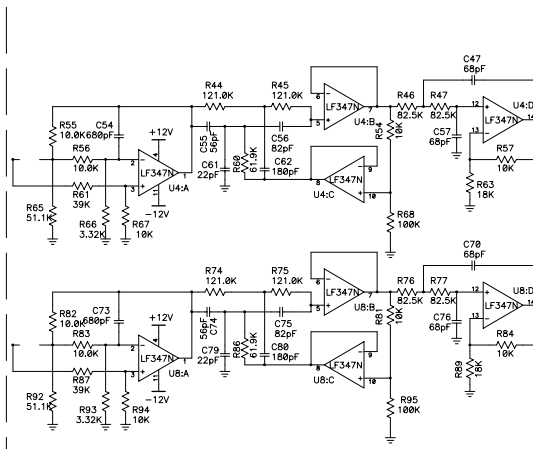 C47
68pF
R44
121.0K
R45
121.0K
6
5
LF347N
7
U4:B
R46
82.5K
R47
82.5K
12
13
LF347N
14
U4:D
R55
10.0K
C54
680pF
+12V
C55
56pF
C56
82pF
R54
10K
C57
68pF
R56
10.0K
2
3
4
11
LF347N
1
U4:A
-12V
C61
22pF
R60
61.9K
C62
180pF
8
LF347N
9
10
U4:C
R57
10K
R61
39K
R63
18K
R65
51.1K
R66
3.32K
R67
10K
R68
100K
C70
68pF
R74
121.0K
R75
121.0K
6
5
LF347N
7
U8:B
R76
82.5K
R77
82.5K
12
13
LF347N
14
U8:D
R82
10.0K
C73
680pF
+12V
56pF
C74
C75
82pF
R81
10K
C76
68pF
R83
10.0K
2
3
4
11
LF347N
1
U8:A
-12V
C79
22pF
R86
61.9K
C80
180pF
8
LF347N
9
10
U8:C
R84
10K
R87
39K
R89
18K
R92
51.1K
R93
3.32K
R94
10K
R95
100K